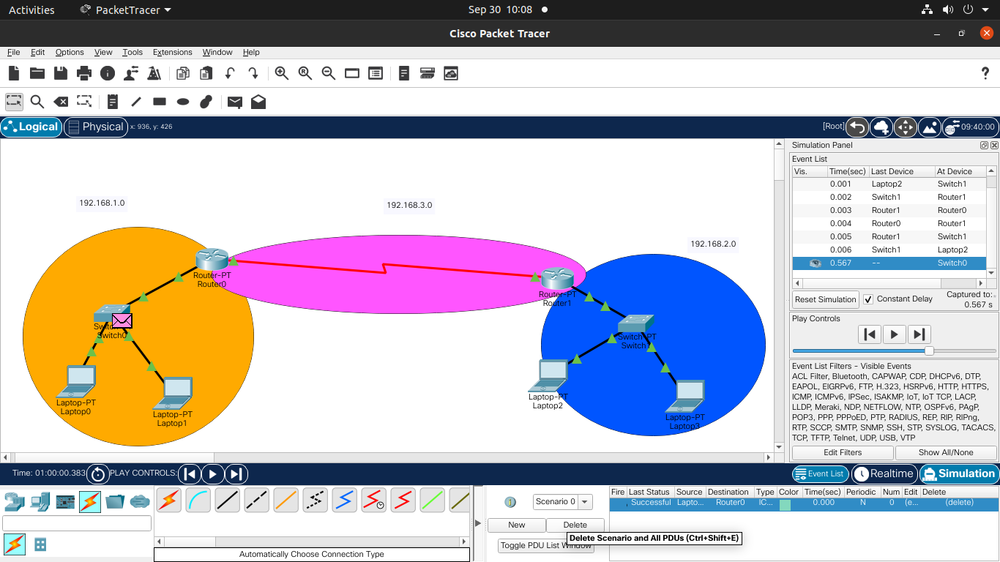 Activities PacketTracer Sep 30 10:08
Cisco Packet Tracer
File Edit Options View Tools Extensions Window Help
Logical Physical x: 936, y: 426 [Root] 09:40:00
192.168.1.0
192.168.3.0
192.168.2.0
Router-PT
Router0
Router-PT
Router1
Switch0
Switch-PT
Laptop-PT
Laptop0
Laptop-PT
Laptop1
Laptop-PT
Laptop2
Laptop-PT
Laptop3
Simulation Panel
Event List
Vis. Time(sec) Last Device At Device
0.001 Laptop2 Switch1
0.002 Switch1 Router1
0.003 Router1 Router0
0.004 Router0 Router1
0.005 Router1 Switch1
0.006 Switch1 Laptop2
0.567 -- Switch0
Reset Simulation Constant Delay Captured to:
0.567 s
Play Controls
Event List Filters - Visible Events
ACL Filter, Bluetooth, CAPWAP, CDP, DHCPv6, DTP,
EAPOL, EIGRPv6, FTP, H.323, HSRPv6, HTTP, HTTPS,
ICMP, ICMPv6, IPSec, ISAKMP, IoT, IoT TCP, LACP,
LLDP, Meraki, NDP, NETFLOW, NTP, OSPFv6, PAgP,
POP3, PPP, PPPoED, PTP, RADIUS, REP, RIP, RIPng,
RTP, SCCP, SMTP, SNMP, SSH, STP, SYSLOG, TACACS,
TCP, TFTP, Telnet, UDP, USB, VTP
Edit Filters Show All/None
Time: 01:00:00.383 PLAY CONTROLS: Event List Realtime Simulation
Scenario 0
New Delete
Toggle PDU List Window
Delete Scenario and All PDUs (Ctrl+Shift+E)
Fire Last Status Source Destination Type Color Time(sec) Periodic Num Edit Delete
Successful Lapto... Router0 IC... 0.000 N 0 (e... (delete)
Automatically Choose Connection Type